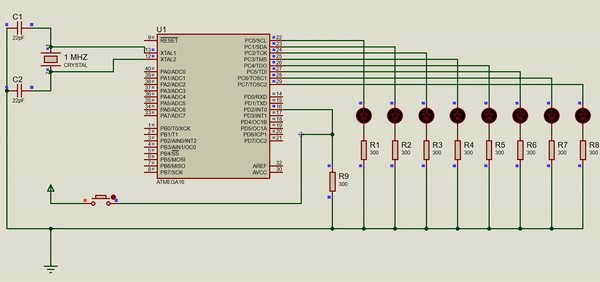 C1
22pF
1 MHZ
CRYSTAL
C2
22pF
U1
9 RESET
13 XTAL1
12 XTAL2
40 PA0/ADC0
39 PA1/ADC1
38 PA2/ADC2
37 PA3/ADC3
36 PA4/ADC4
35 PA5/ADC5
34 PA6/ADC6
33 PA7/ADC7
1 PB0/T0/XCK
2 PB1/T1
3 PB2/AIN0/INT2
4 PB3/AIN1/OC0
5 PB4/SS
6 PB5/MOSI
7 PB6/MISO
8 PB7/SCK
ATMEGA16
PC0/SCL 22
PC1/SDA 23
PC2/TCK 24
PC3/TMS 25
PC4/TDO 26
PC5/TDI 27
PC6/TOSC1 28
PC7/TOSC2 29
PD0/RXD 14
PD1/TXD 15
PD2/INT0 16
PD3/INT1 17
PD4/OC1B 18
PD5/OC1A 19
PD6/ICP1 20
PD7/OC2 21
AREF 32
AVCC 30
R9
300
R1
300
R2
300
R3
300
R4
300
R5
300
R6
300
R7
300
R8
300